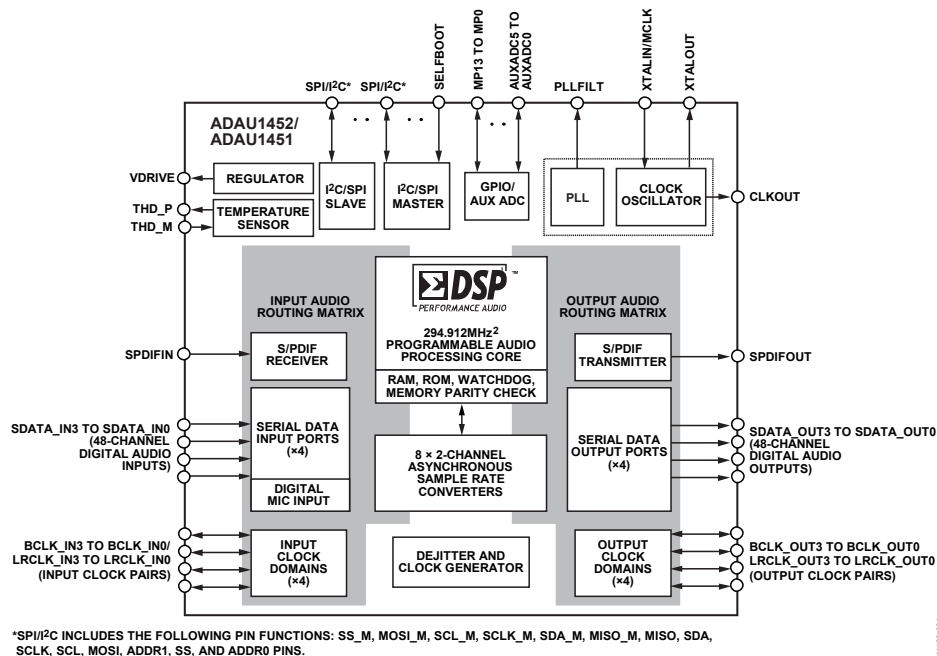 SPI/I²C*
SPI/I²C*
SELFBOOT
MP13 TO MP0
AUXADC5 TO
AUXADC0
PLLFILT
XTALIN/MCLK
XTALOUT
ADAU1452/
ADAU1451
VDRIVE
REGULATOR
THD_P
THD_M
TEMPERATURE
SENSOR
I²C/SPI
SLAVE
I²C/SPI
MASTER
GPIO/
AUX ADC
PLL
CLOCK
OSCILLATOR
CLKOUT
INPUT AUDIO
ROUTING MATRIX
ΣDSP™
PERFORMANCE AUDIO
294.912MHz²
PROGRAMMABLE AUDIO
PROCESSING CORE
RAM, ROM, WATCHDOG,
MEMORY PARITY CHECK
OUTPUT AUDIO
ROUTING MATRIX
SPDIFIN
S/PDIF
RECEIVER
S/PDIF
TRANSMITTER
SPDIFOUT
SDATA_IN3 TO SDATA_IN0
(48-CHANNEL
DIGITAL AUDIO
INPUTS)
SERIAL DATA
INPUT PORTS
(×4)
DIGITAL
MIC INPUT
8 × 2-CHANNEL
ASYNCHRONOUS
SAMPLE RATE
CONVERTERS
SERIAL DATA
OUTPUT PORTS
(×4)
SDATA_OUT3 TO SDATA_OUT0
(48-CHANNEL
DIGITAL AUDIO
OUTPUTS)
BCLK_IN3 TO BCLK_IN0/
LRCLK_IN3 TO LRCLK_IN0
(INPUT CLOCK PAIRS)
INPUT
CLOCK
DOMAINS
(×4)
DEJITTER AND
CLOCK GENERATOR
OUTPUT
CLOCK
DOMAINS
(×4)
BCLK_OUT3 TO BCLK_OUT0
LRCLK_OUT3 TO LRCLK_OUT0
(OUTPUT CLOCK PAIRS)
*SPI/I²C INCLUDES THE FOLLOWING PIN FUNCTIONS: SS_M, MOSI_M, SCL_M, SCLK_M, SDA_M, MISO_M, MISO, SDA,
SCLK, SCL, MOSI, ADDR1, SS, AND ADDR0 PINS.